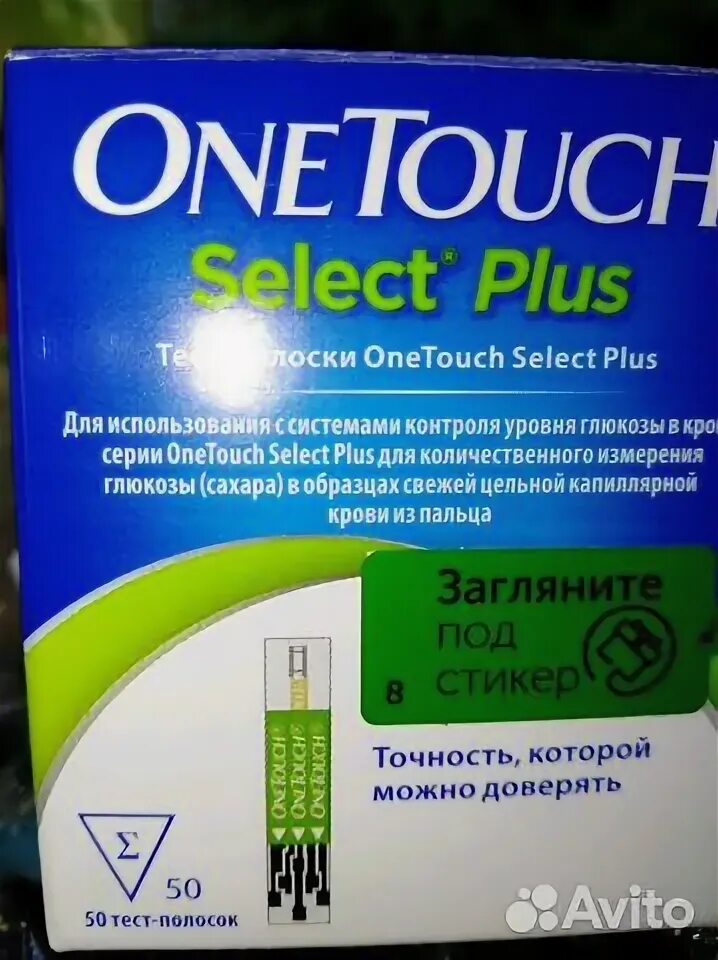 ONETOUCH
Select® Plus
OneTouch Select Plus
Для использования с системами контроля уровня глюкозы в
серии OneTouch Select Plus для количественного измерения
глюкозы (сахара) в образцах свежей цельной капиллярной
крови из пальца
Загляните
под
стикер
8
ONETOUCH® ONETOUCH® ONETOUCH®
Точность, которой
можно доверять
Σ
50
50 тест-полосок
Avito